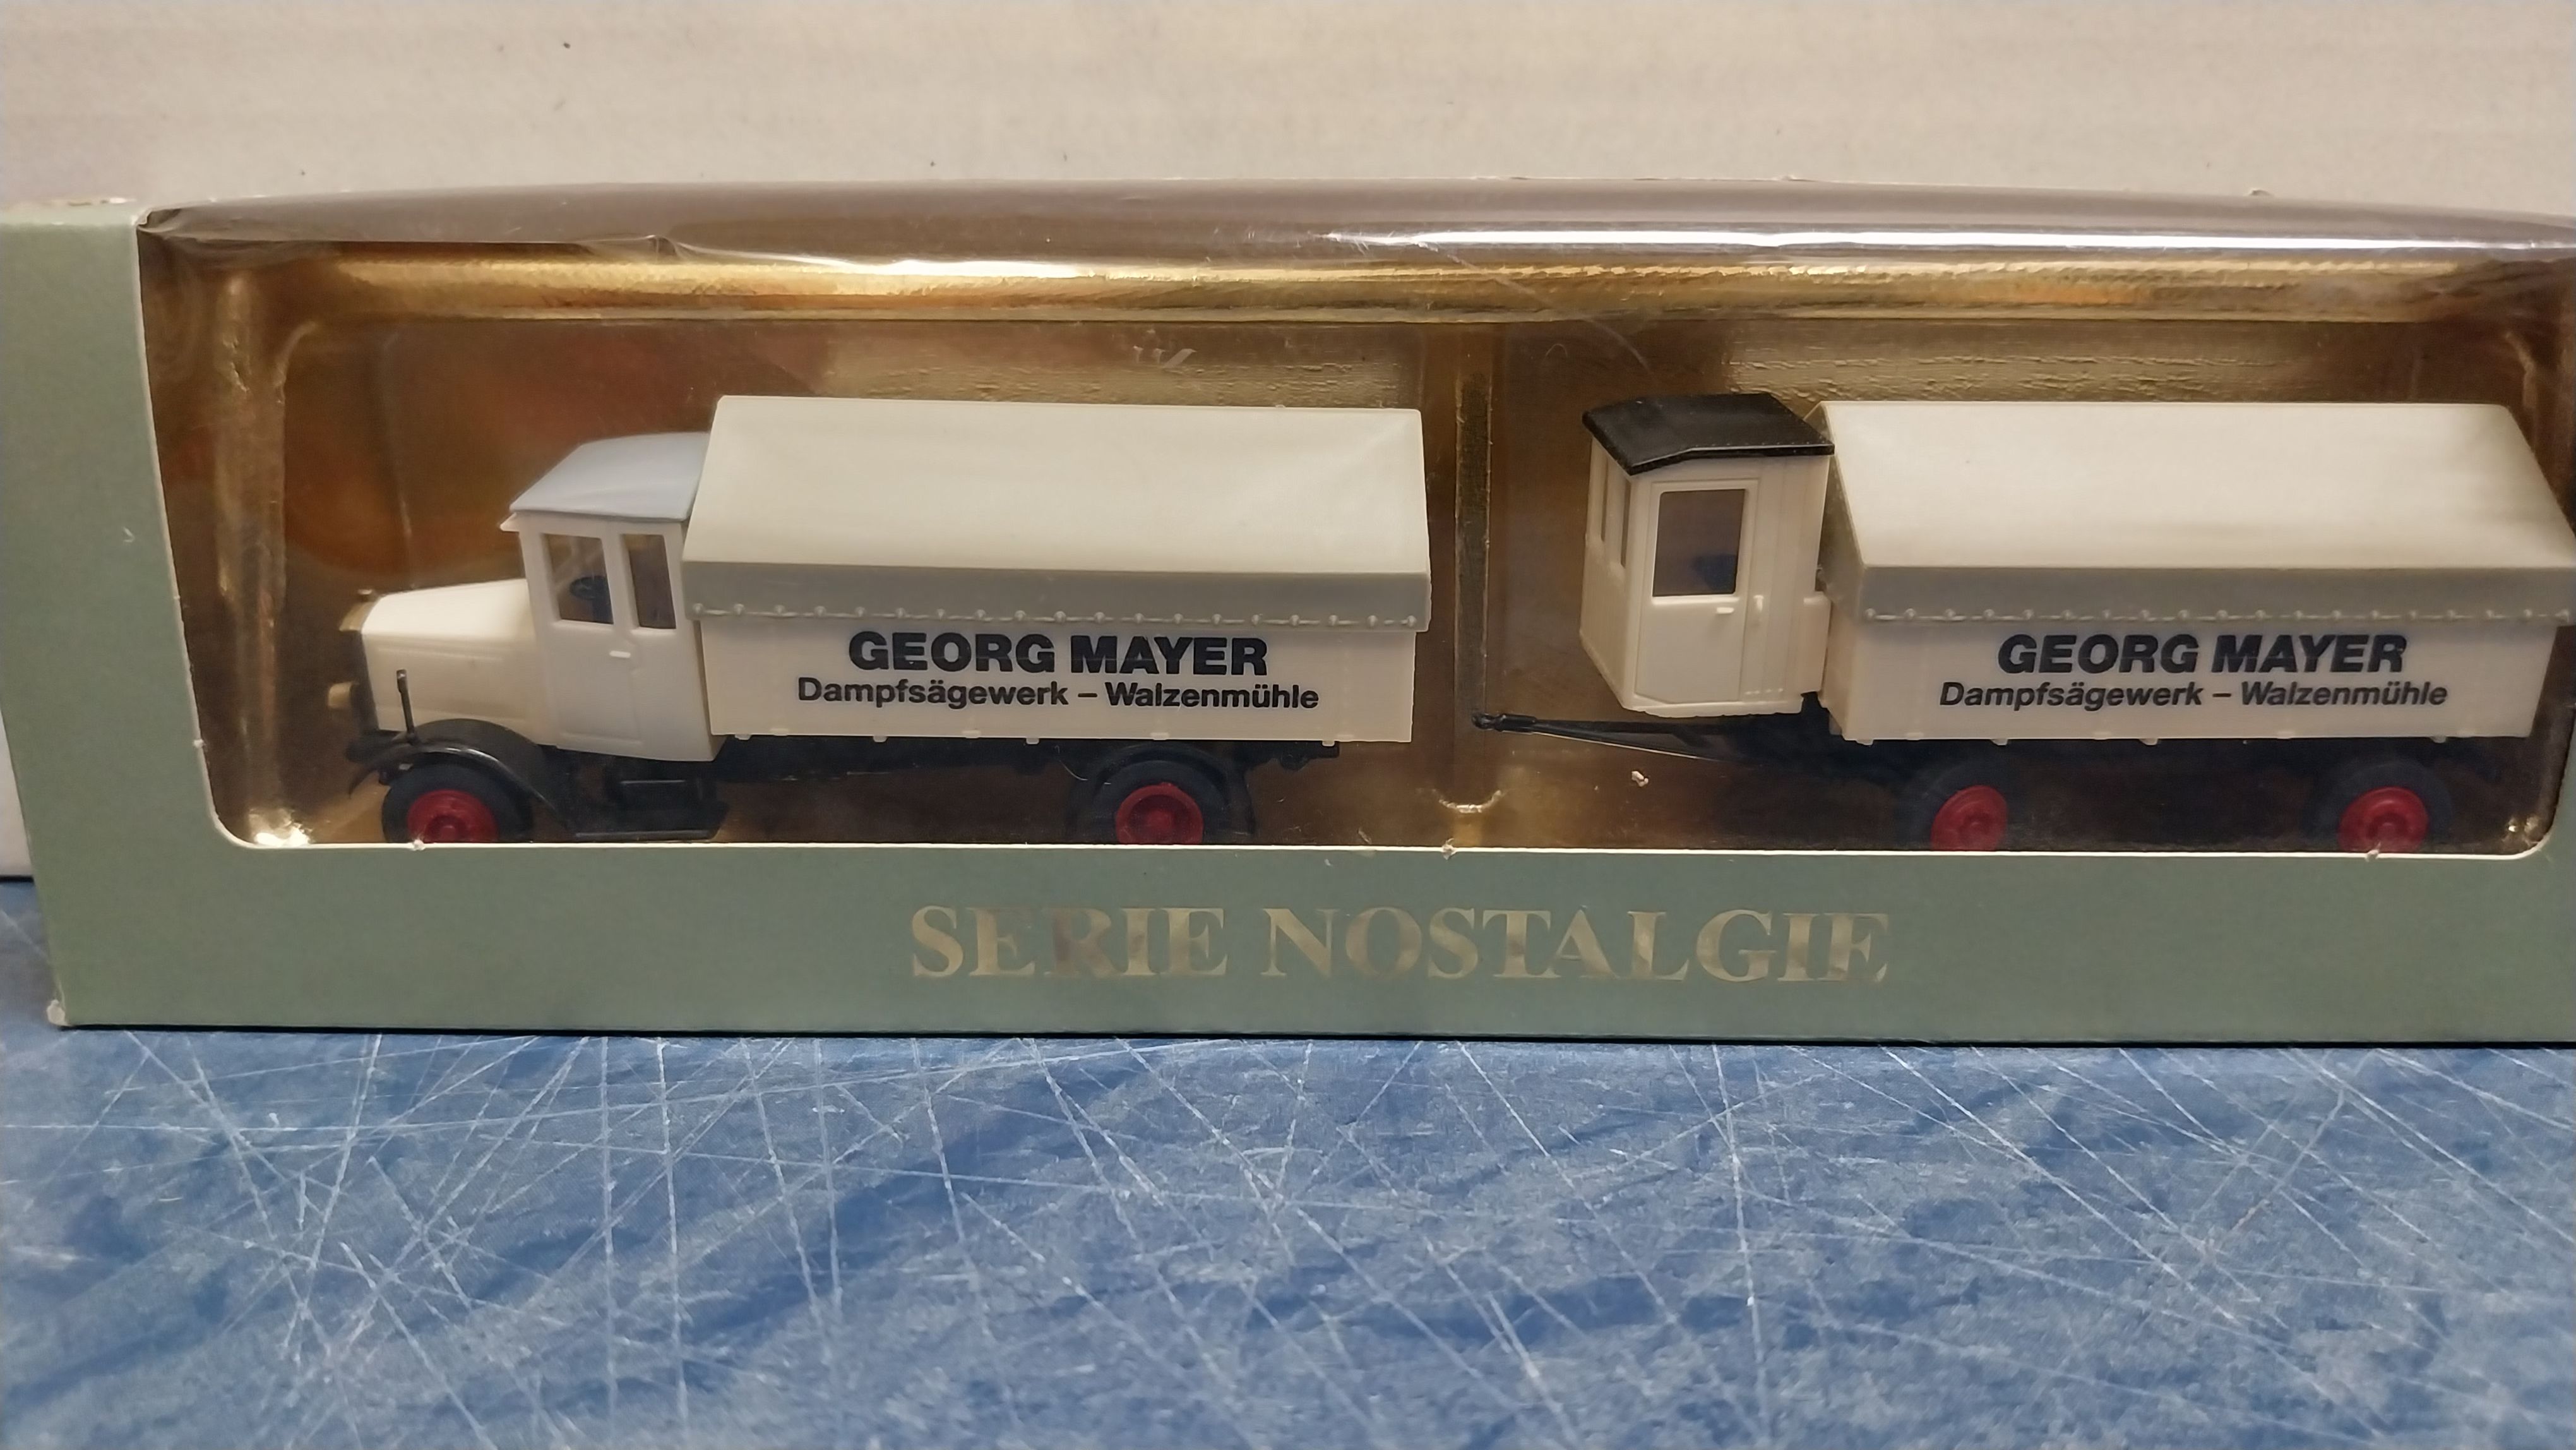 GEORG MAYER
Dampfsägewerk – Walzenmühle
GEORG MAYER
Dampfsägewerk – Walzenmühle
SERIE NOSTALGIE